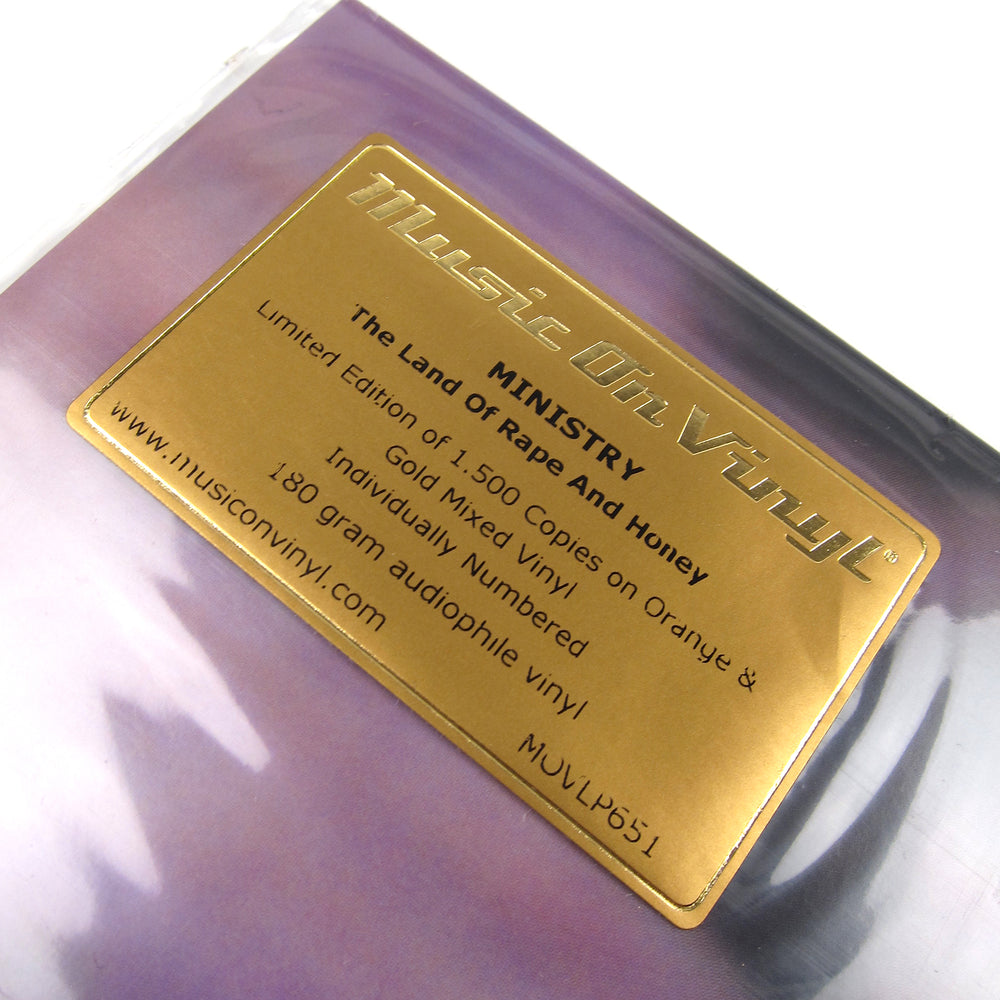 Music On Vinyl®
MINISTRY
The Land Of Rape And Honey
Limited Edition of 1.500 Copies on Orange &
Gold Mixed Vinyl
Individually Numbered
180 gram audiophile vinyl
www.musiconvinyl.com
MOVLP651